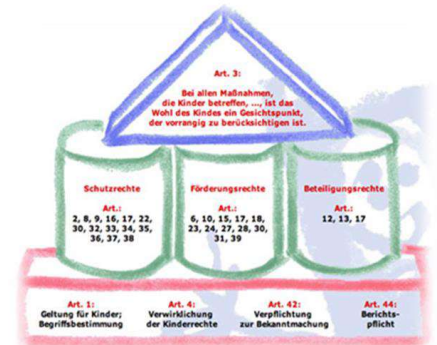 Art. 3:
Bei allen Maßnahmen,
die Kinder betreffen, ..., ist das
Wohl des Kindes ein Gesichtspunkt,
der vorrangig zu berücksichtigen ist.
Schutzrechte
Art.:
2, 8, 9, 16, 17, 22,
30, 32, 33, 34, 35,
36, 37, 38
Förderungsrechte
Art.:
6, 10, 15, 17, 18,
23, 24, 27, 28, 30,
31, 39
Beteiligungsrechte
Art.:
12, 13, 17
Art. 1:
Geltung für Kinder;
Begriffsbestimmung
Art. 4:
Verwirklichung
der Kinderrechte
Art. 42:
Verpflichtung
zur Bekanntmachung
Art. 44:
Berichts-
pflicht